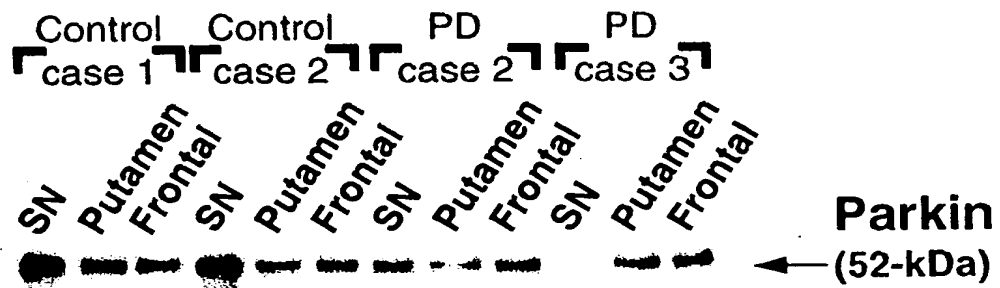 Control Control PD PD
case 1 case 2 case 2 case 3
SN Putamen Frontal SN Putamen Frontal SN Putamen Frontal SN Putamen Frontal
Parkin
(52-kDa)